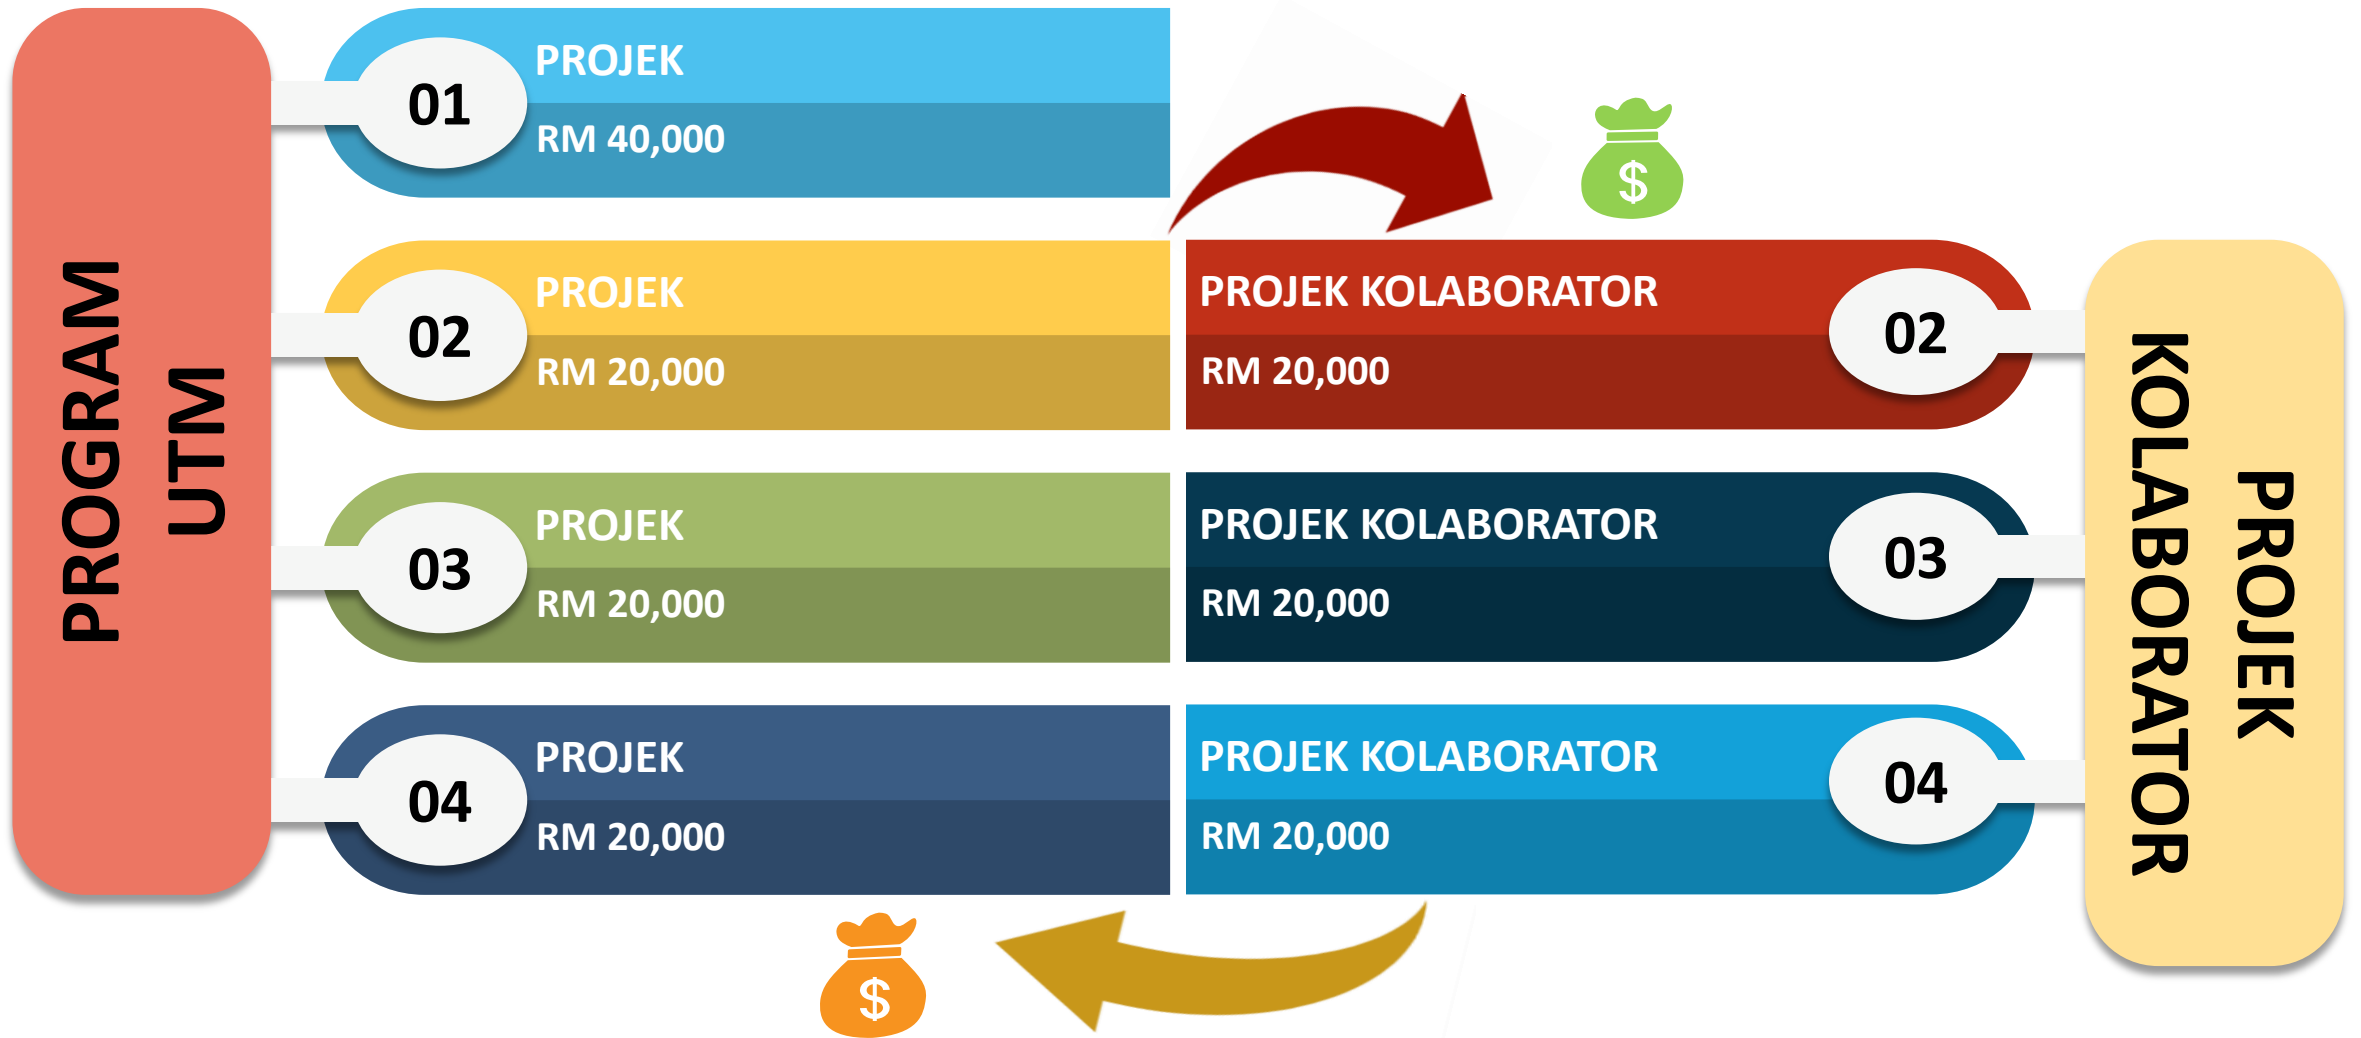 PROGRAM
UTM
01
PROJEK
RM 40,000
02
PROJEK
RM 20,000
03
PROJEK
RM 20,000
04
PROJEK
RM 20,000
$
PROJEK KOLABORATOR
RM 20,000
02
PROJEK KOLABORATOR
RM 20,000
03
PROJEK KOLABORATOR
RM 20,000
04
PROJEK
KOLABORATOR
$